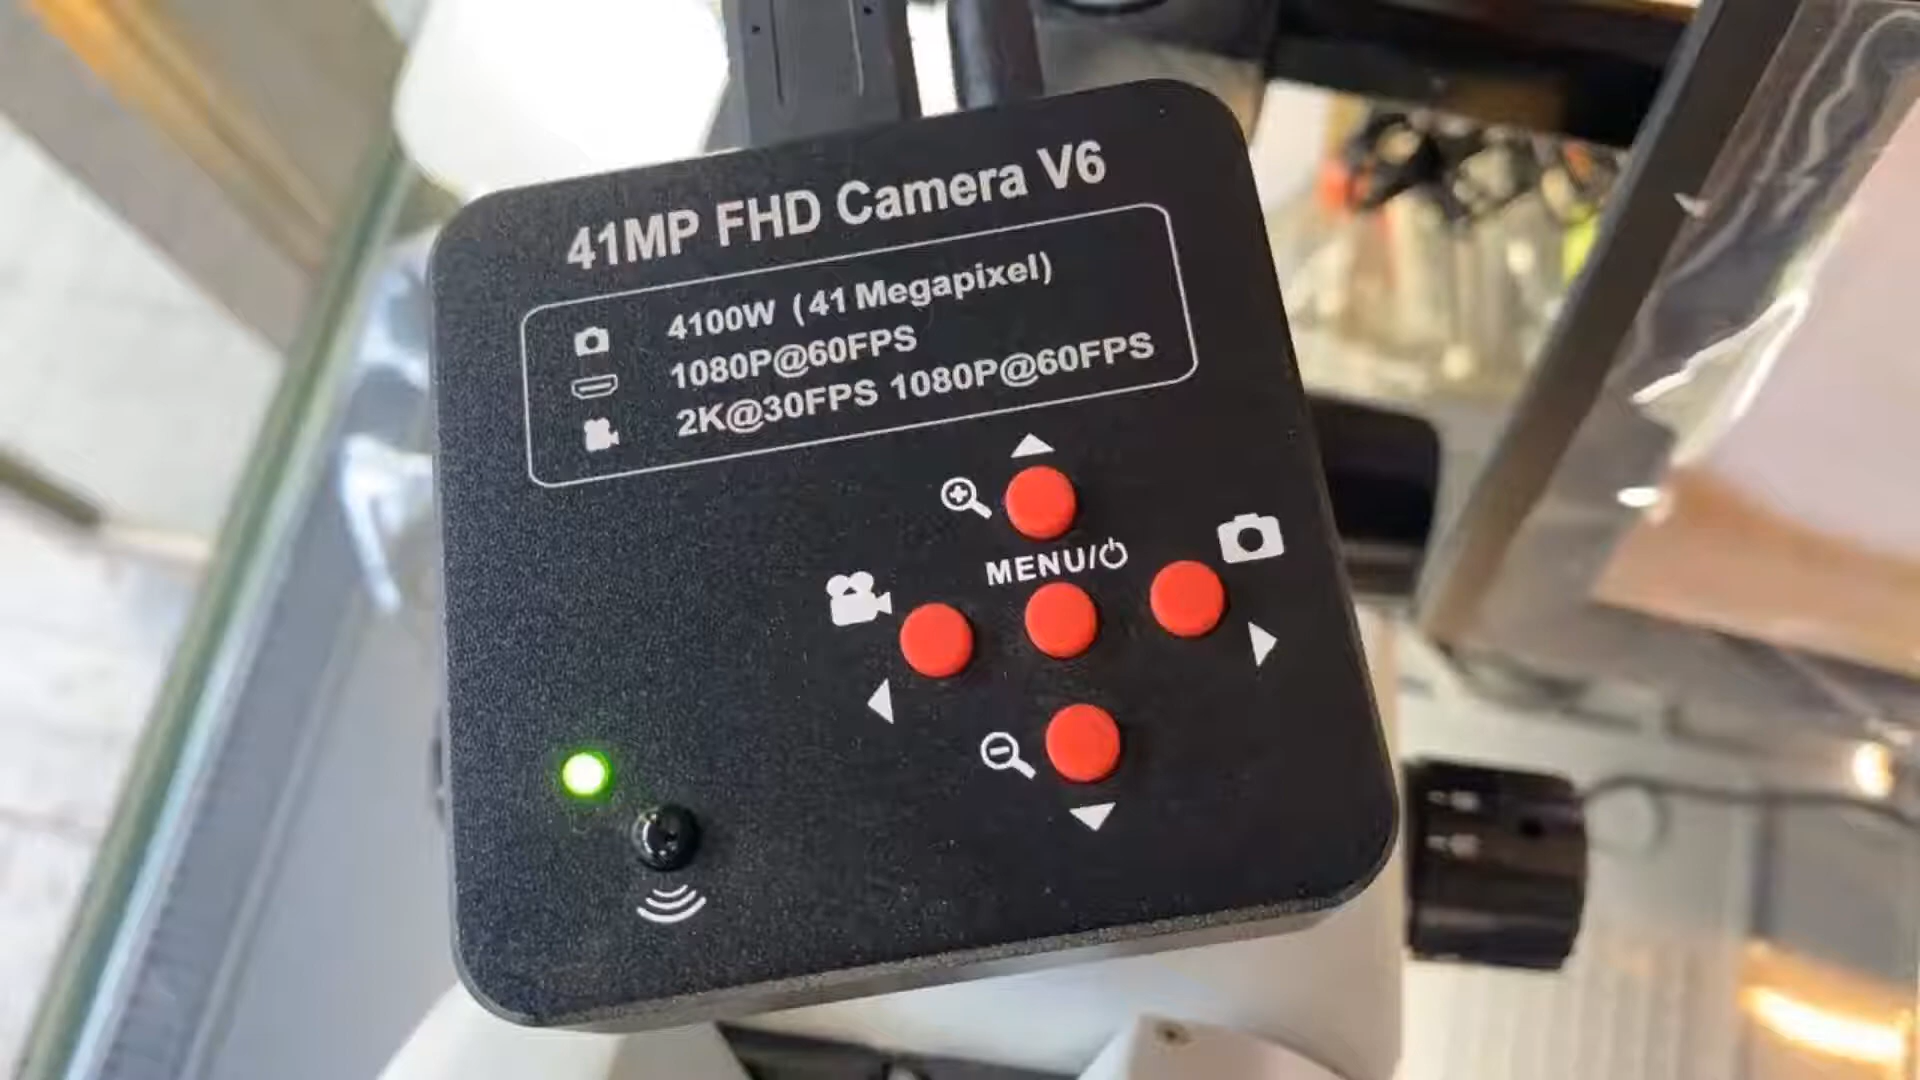 41MP FHD Camera V6
4100W (41 Megapixel)
1080P@60FPS
2K@30FPS 1080P@60FPS
MENU/